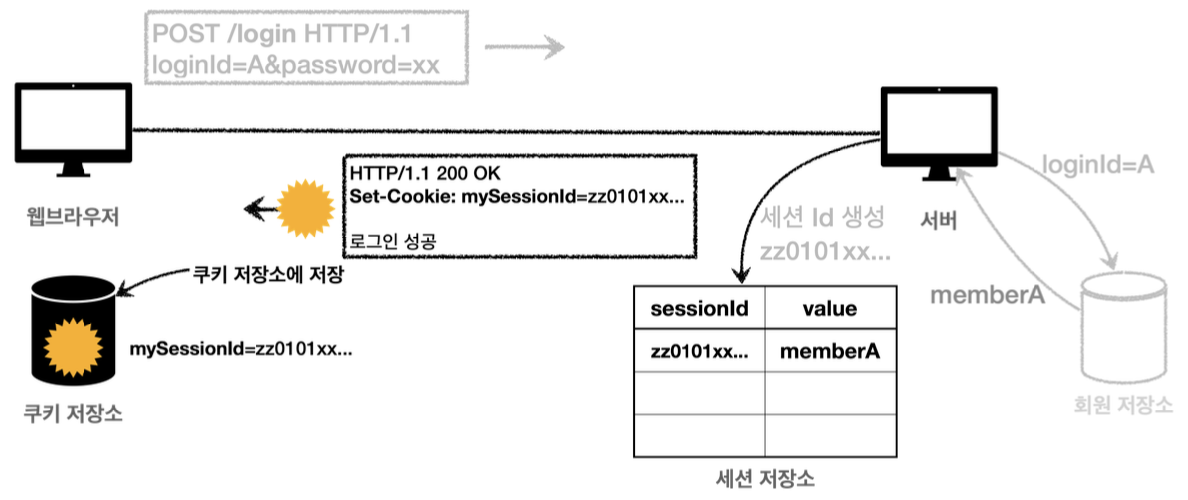 POST /login HTTP/1.1
loginId=A&password=xx
웹브라우저
HTTP/1.1 200 OK
Set-Cookie: mySessionId=zz0101xx...
로그인 성공
쿠키 저장소에 저장
mySessionId=zz0101xx...
쿠키 저장소
세션 Id 생성
zz0101xx...
서버
loginId=A
memberA
회원 저장소
sessionId value
zz0101xx... memberA
세션 저장소